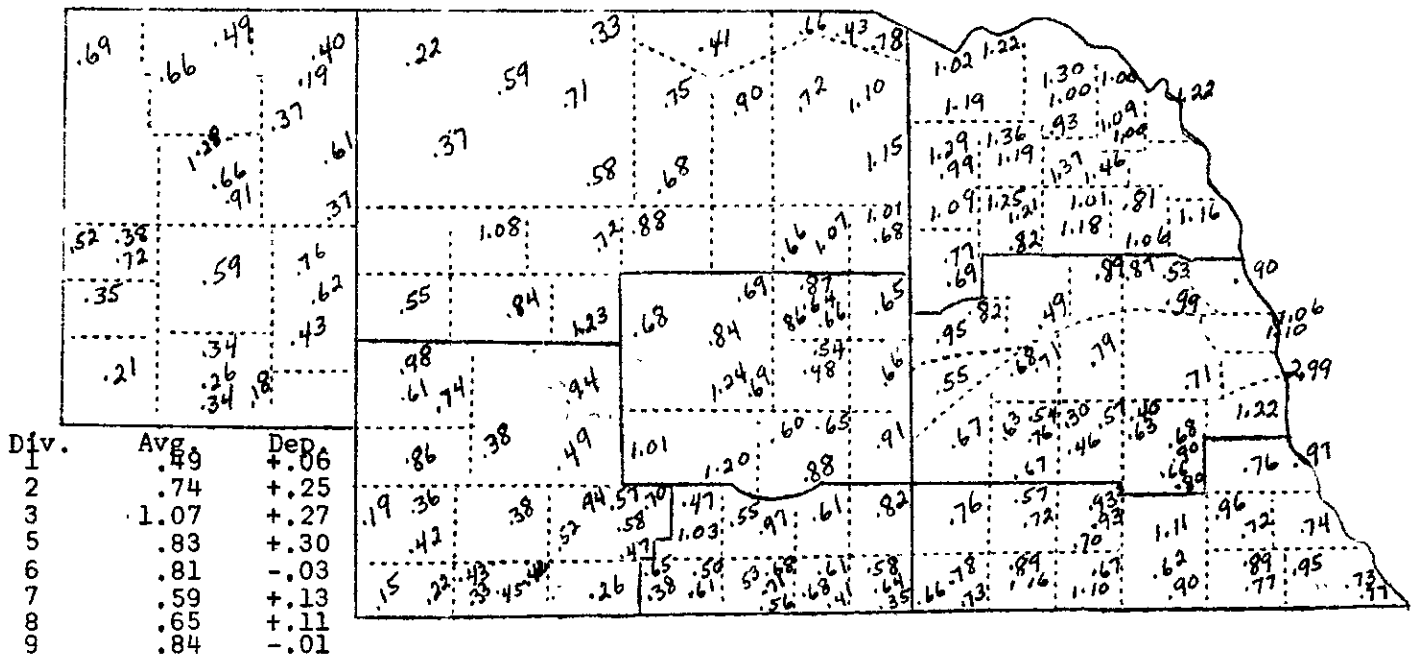 .69 .66 .49 .40 .19 .22 .33 .41 .66 .43 .78 1.02 1.22
.59 .71 .75 .90 .72 1.10 1.19 1.30 1.00 1.00 1.22
.37 .37 1.29 1.36 .93 1.09 1.00
1.28 .66 .91 .61 .58 .68 1.15 .99 1.19 1.37 1.46
.37 1.09 1.25 1.21 1.01 .81 1.16
.52 .38 .72 1.08 .72 .88 .66 1.07 1.01 .68 .82 1.18 1.06
.59 .76 .77 .69
.35 .62 .55 .84 1.23 .68 .69 .87 .86 .64 .66 .65 .82 .49 .89 .87 .53 .99 .90
.43 .84 .95 1.06 1.10
.34 .98 .54 .68 .71 .79
.21 .26 .34 .18 .61 .74 .94 1.24 .69 .48 .66 .55 .71 2.99
.60 .65 .67 .63 .54 .76 .30 .57 .40 .63 1.22
.86 .38 .49 1.01 .91 .46 .68 .90
1.20 .88 .67 .66 .80 .76 .97
.19 .36 .38 .94 .57 .70 .47 .55 .61 .82 .76 .57 .93 .96
.42 .52 .58 .47 1.03 .97 .72 .93 .70 1.11 .72 .74
.65 .50 .68 .61 .58 .78 .89 .67 .62 .89 .95
.15 .22 .43 .33 .45 .26 .38 .61 .53 .71 .56 .68 .41 .64 .35 .66 .73 1.16 1.10 .90 .77 .73 .77
Div. Avg. Dep.
1 .49 +.06
2 .74 +.25
3 1.07 +.27
5 .83 +.30
6 .81 -.03
7 .59 +.13
8 .65 +.11
9 .84 -.01